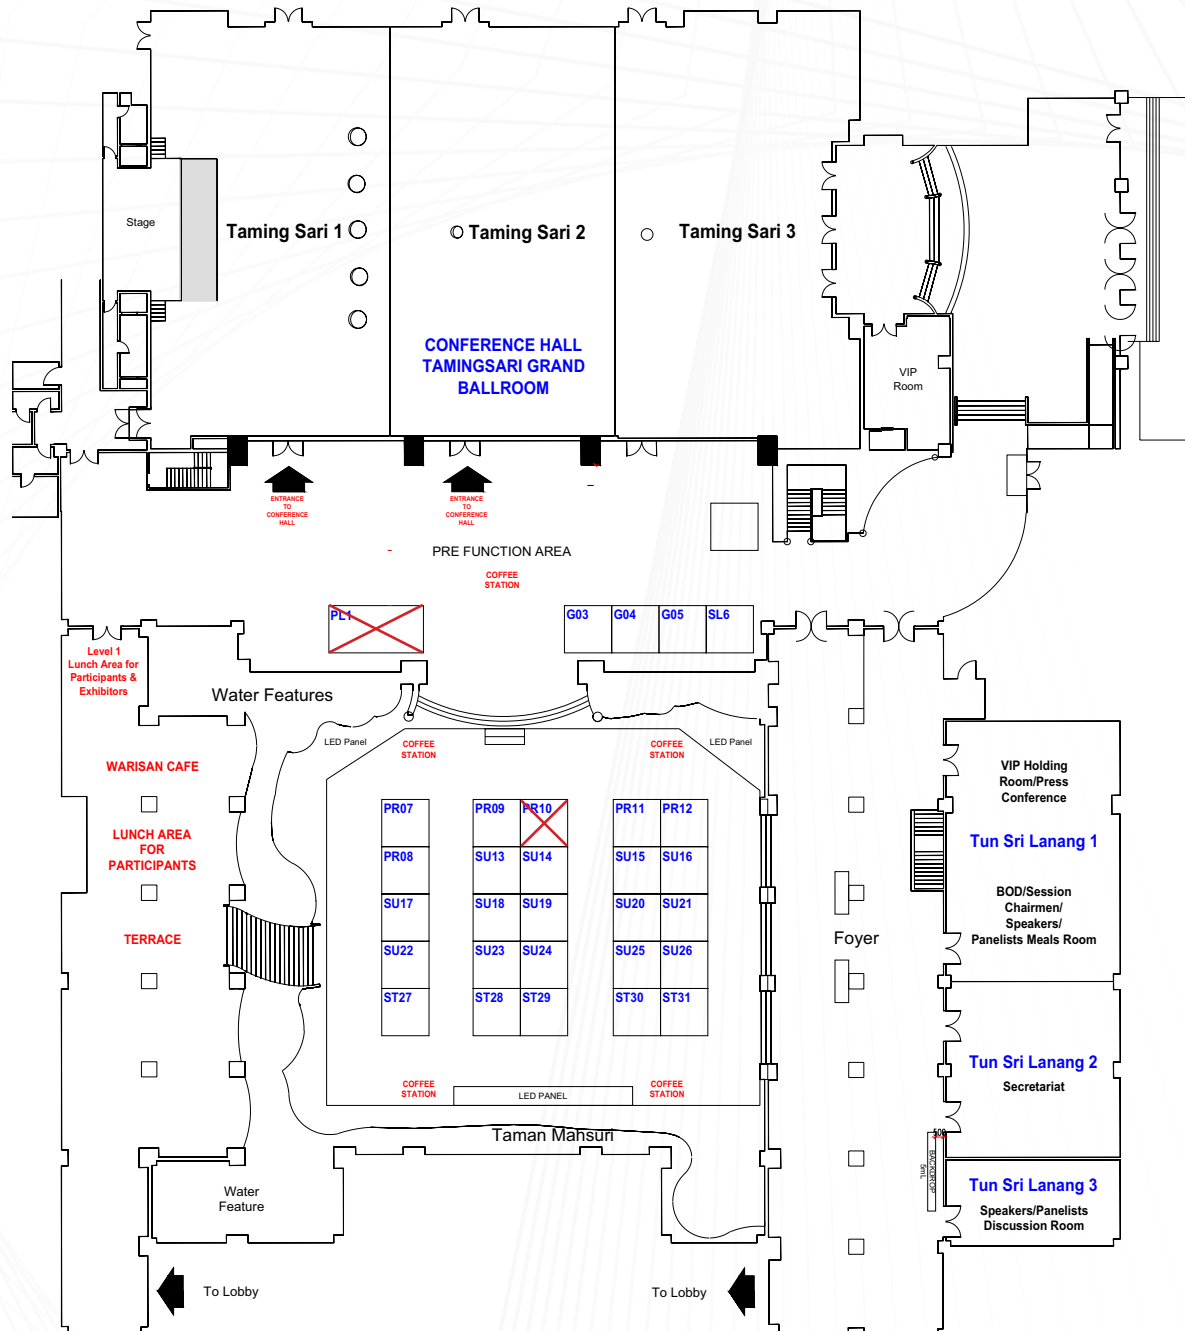 Stage
Taming Sari 1
Taming Sari 2
Taming Sari 3
CONFERENCE HALL
TAMINGSARI GRAND
BALLROOM
VIP
Room
ENTRANCE
TO
CONFERENCE
HALL
ENTRANCE
TO
CONFERENCE
HALL
PRE FUNCTION AREA
COFFEE
STATION
PL1
G03
G04
G05
SL6
Level 1
Lunch Area for
Participants &
Exhibitors
Water Features
LED Panel
COFFEE
STATION
COFFEE
STATION
LED Panel
WARISAN CAFE
LUNCH AREA
FOR
PARTICIPANTS
TERRACE
PR07
PR09
PR10
PR11
PR12
PR08
SU13
SU14
SU15
SU16
SU17
SU18
SU19
SU20
SU21
SU22
SU23
SU24
SU25
SU26
ST27
ST28
ST29
ST30
ST31
COFFEE
STATION
LED PANEL
COFFEE
STATION
Taman Mahsuri
Foyer
VIP Holding
Room/Press
Conference
Tun Sri Lanang 1
BOD/Session
Chairmen/
Speakers/
Panelists Meals Room
Tun Sri Lanang 2
Secretariat
500
BACKDROP
5mL
Tun Sri Lanang 3
Speakers/Panelists
Discussion Room
Water
Feature
To Lobby
To Lobby